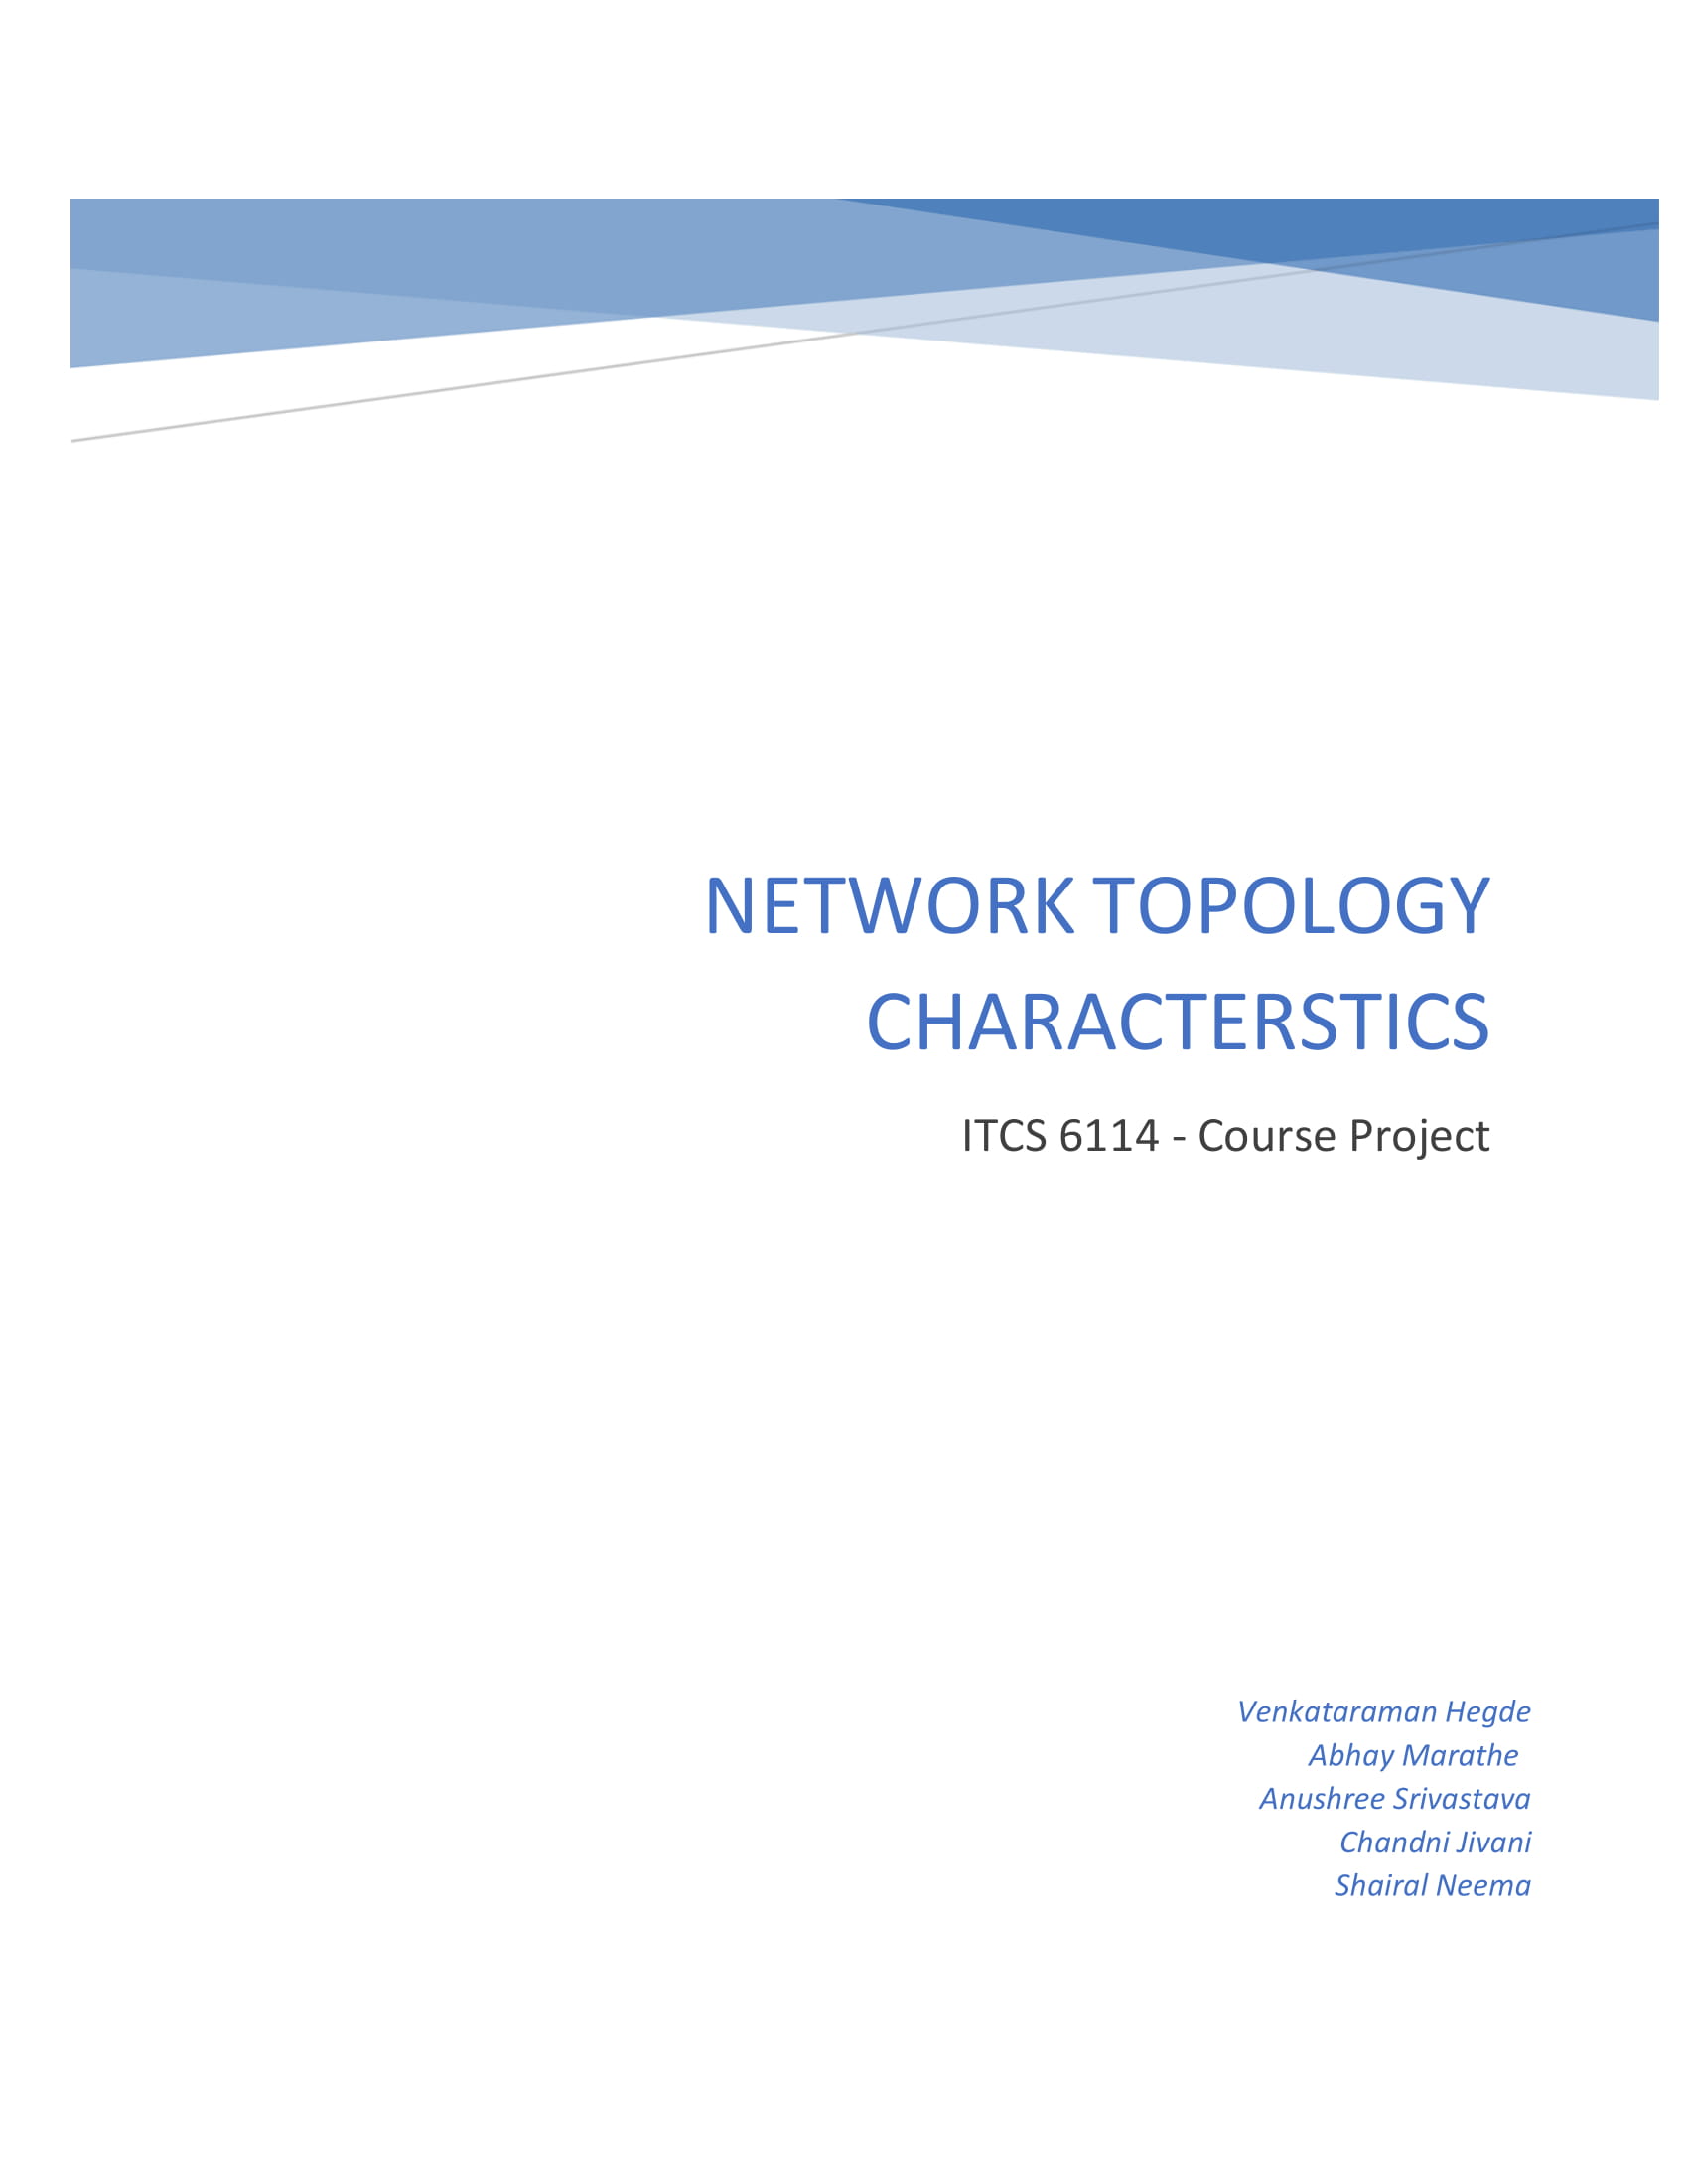 NETWORK TOPOLOGY
CHARACTERSTICS
ITCS 6114 - Course Project
Venkataraman Hegde
Abhay Marathe
Anushree Srivastava
Chandni Jivani
Shairal Neema